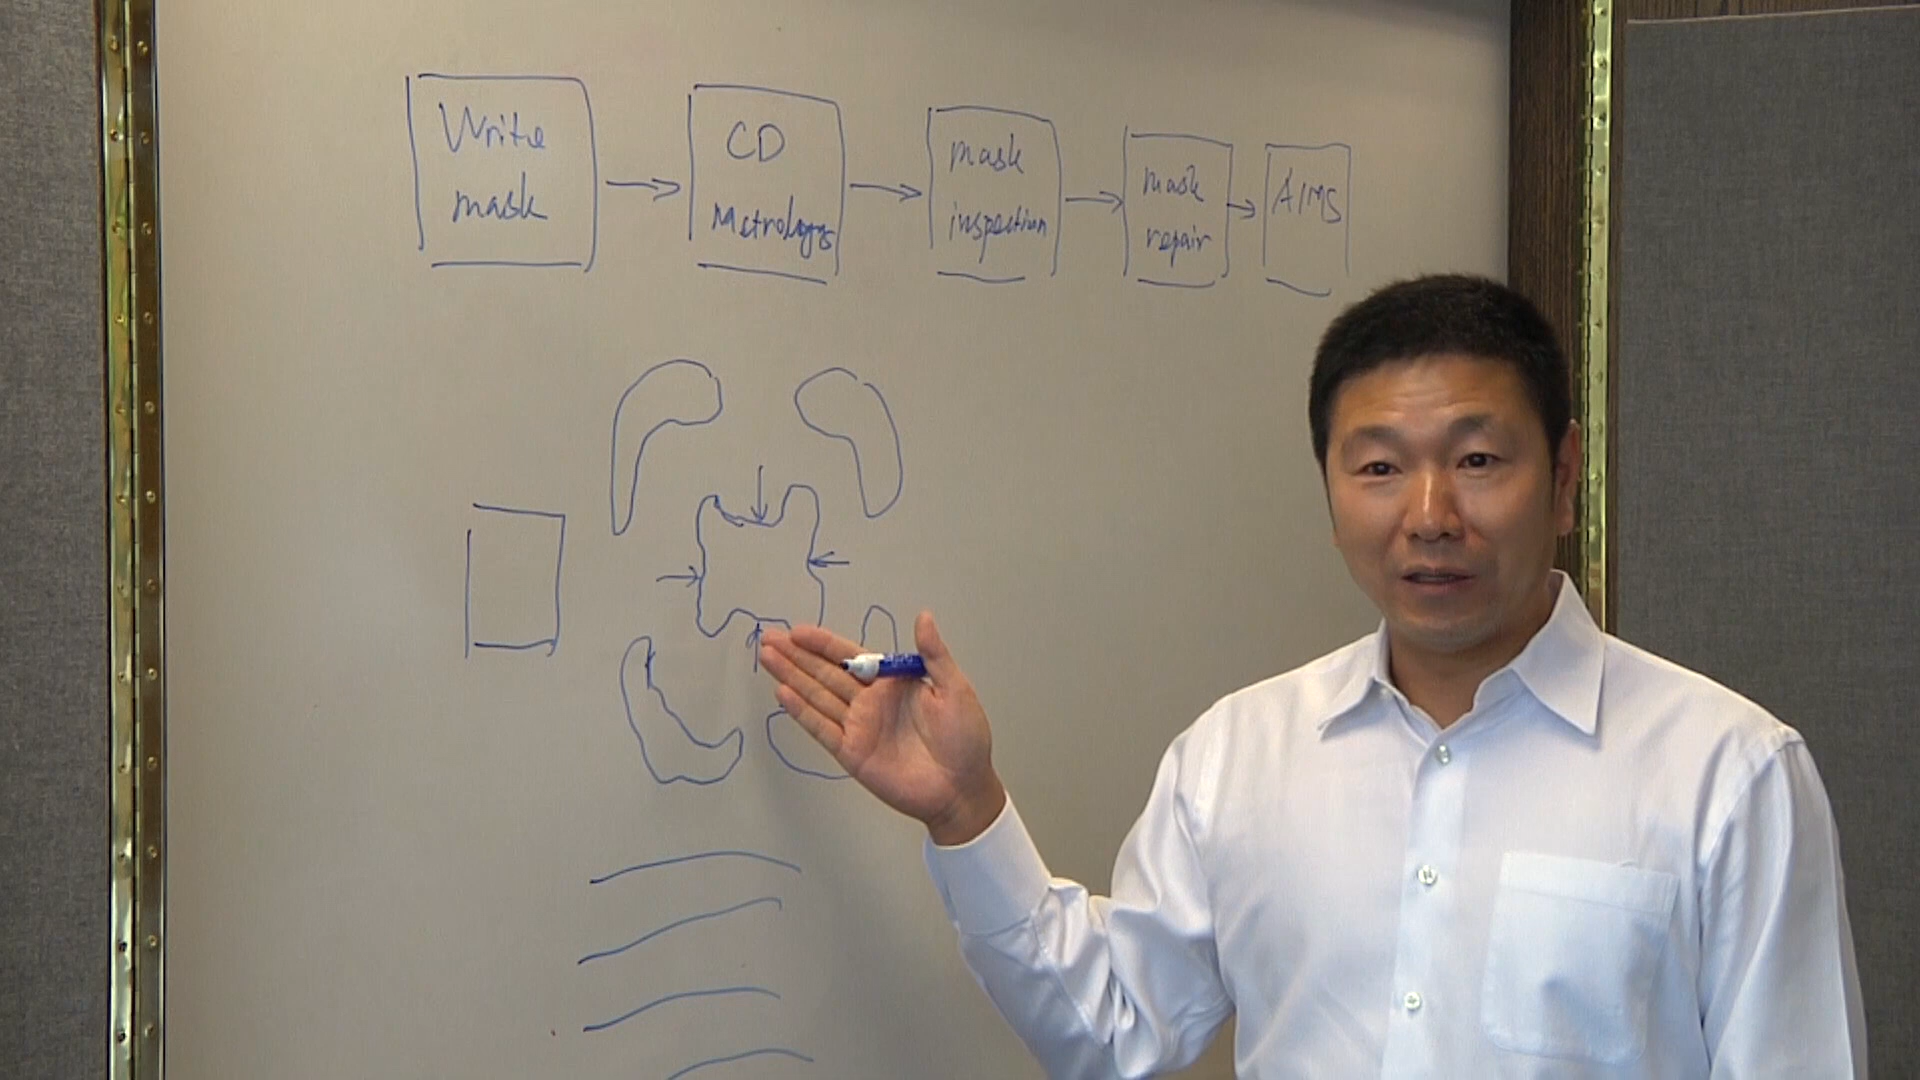 Write
mask
CD
Metrology
mask
inspection
mask
repair
AIMS